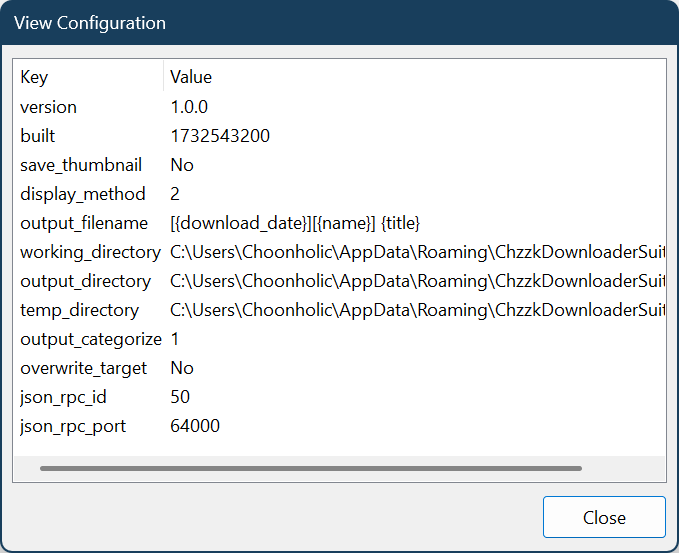 View Configuration
Key Value
version 1.0.0
built 1732543200
save_thumbnail No
display_method 2
output_filename [{download_date}][{name}] {title}
working_directory C:\Users\Choonholic\AppData\Roaming\ChzzkDownloaderSuit
output_directory C:\Users\Choonholic\AppData\Roaming\ChzzkDownloaderSuit
temp_directory C:\Users\Choonholic\AppData\Roaming\ChzzkDownloaderSuit
output_categorize 1
overwrite_target No
json_rpc_id 50
json_rpc_port 64000
Close